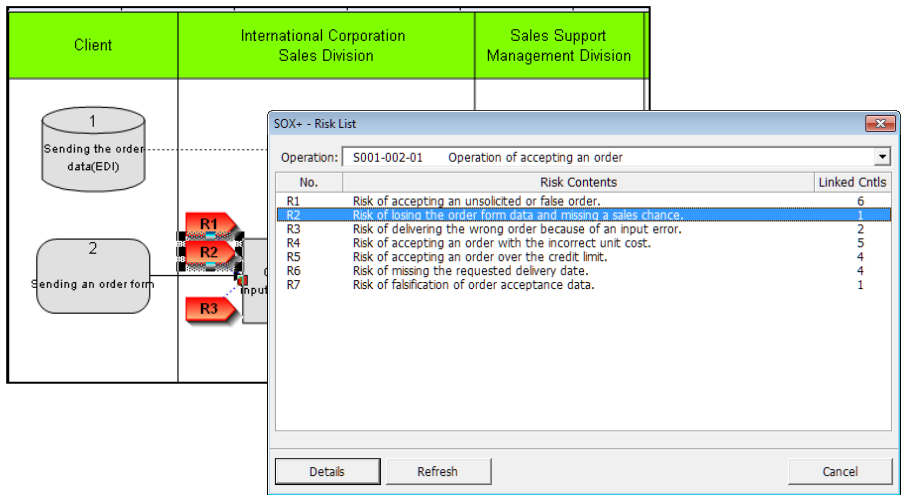 Client
International Corporation
Sales Division
Sales Support
Management Division
1
Sending the order
data(EDI)
R1
R2
2
Sending an order form
R3
SOX+ - Risk List
Operation: S001-002-01 Operation of accepting an order
No. Risk Contents Linked Cntls
R1 Risk of accepting an unsolicited or false order. 6
R2 Risk of losing the order form data and missing a sales chance. 1
R3 Risk of delivering the wrong order because of an input error. 2
R4 Risk of accepting an order with the incorrect unit cost. 5
R5 Risk of accepting an order over the credit limit. 4
R6 Risk of missing the requested delivery date. 4
R7 Risk of falsification of order acceptance data. 1
Details Refresh Cancel